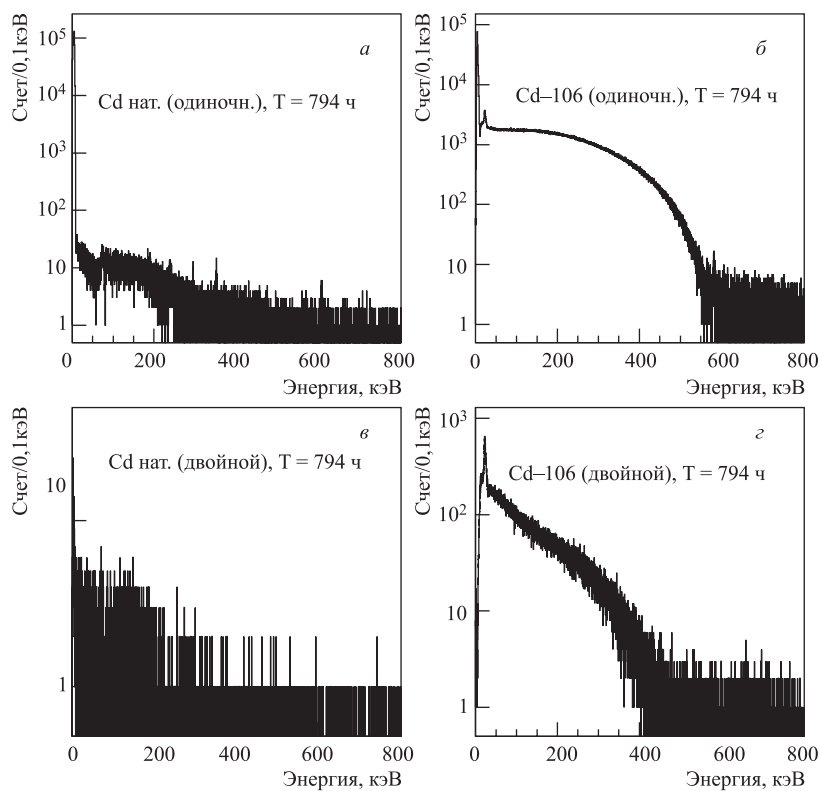 Счет/0,1кэВ
10⁵
10⁴
10³
10²
10
1
а
Cd нат. (одиночн.), T = 794 ч
0 200 400 600 800
Энергия, кэВ
Счет/0,1кэВ
10⁵
10⁴
10³
10²
10
1
б
Cd–106 (одиночн.), T = 794 ч
0 200 400 600 800
Энергия, кэВ
Счет/0,1кэВ
10
1
в
Cd нат. (двойной), T = 794 ч
0 200 400 600 800
Энергия, кэВ
Счет/0,1кэВ
10³
10²
10
1
г
Cd–106 (двойной), T = 794 ч
0 200 400 600 800
Энергия, кэВ